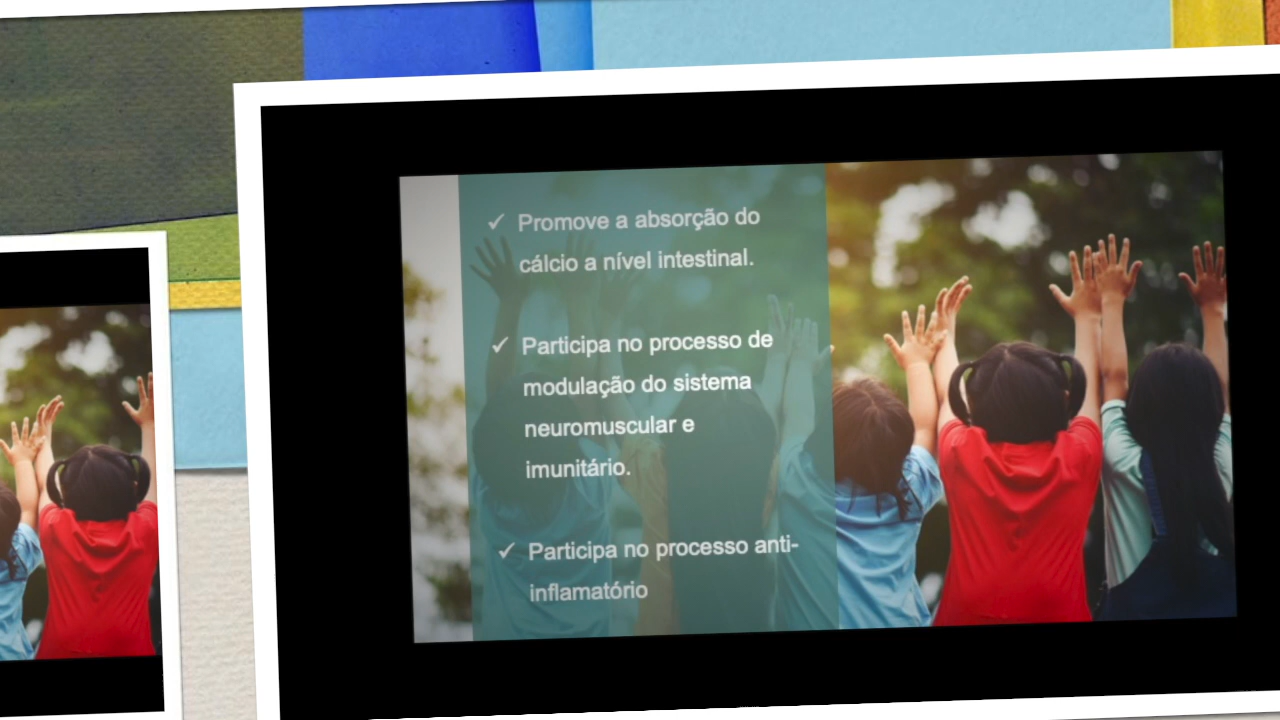 ✓ Promove a absorção do
cálcio a nível intestinal.
✓ Participa no processo de
modulação do sistema
neuromuscular e
imunitário.
✓ Participa no processo anti-
inflamatório